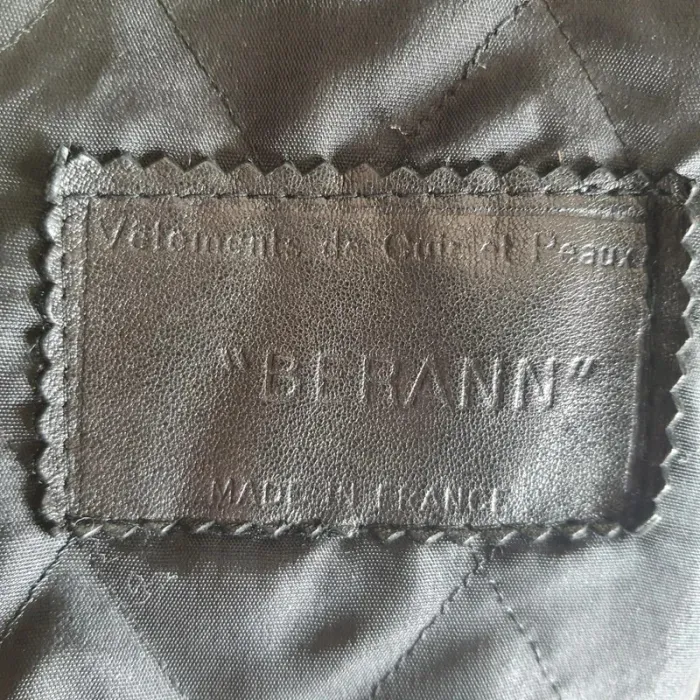 Vêtements de Cuir et Peaux
"BERANN"
MADE IN FRANCE